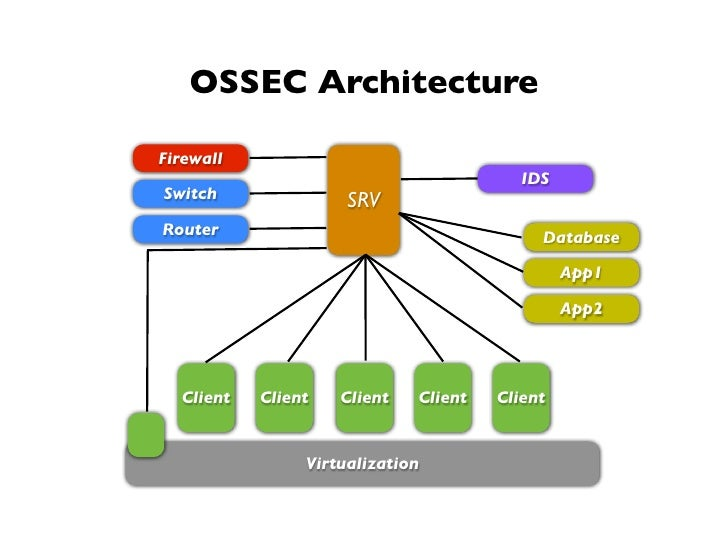 OSSEC Architecture
Firewall
Switch
Router
SRV
IDS
Database
App1
App2
Client
Client
Client
Client
Client
Virtualization